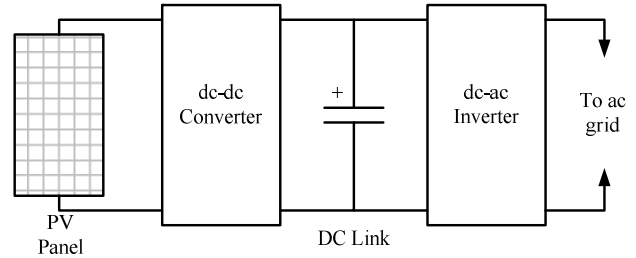 PV
Panel
dc-dc
Converter
+
DC Link
dc-ac
Inverter
To ac
grid